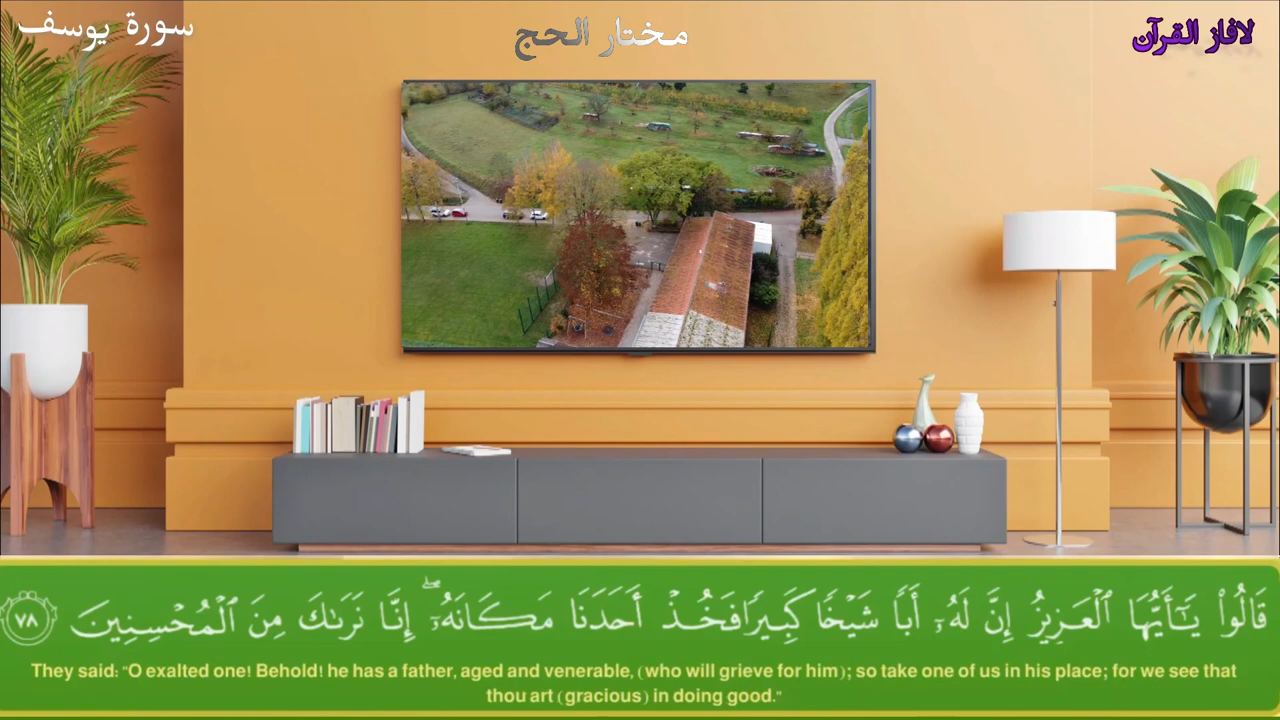 سورة يوسف
مختار الحج
لافاز القرآن
قَالُوا۟ يَـٰٓأَيُّهَا ٱلْعَزِيزُ إِنَّ لَهُۥٓ أَبًا شَيْخًا كَبِيرًا فَخُذْ أَحَدَنَا مَكَانَهُۥٓ ۖ إِنَّا نَرَىٰكَ مِنَ ٱلْمُحْسِنِينَ ٧٨
They said: "O exalted one! Behold! he has a father, aged and venerable, (who will grieve for him); so take one of us in his place; for we see that
thou art (gracious) in doing good."